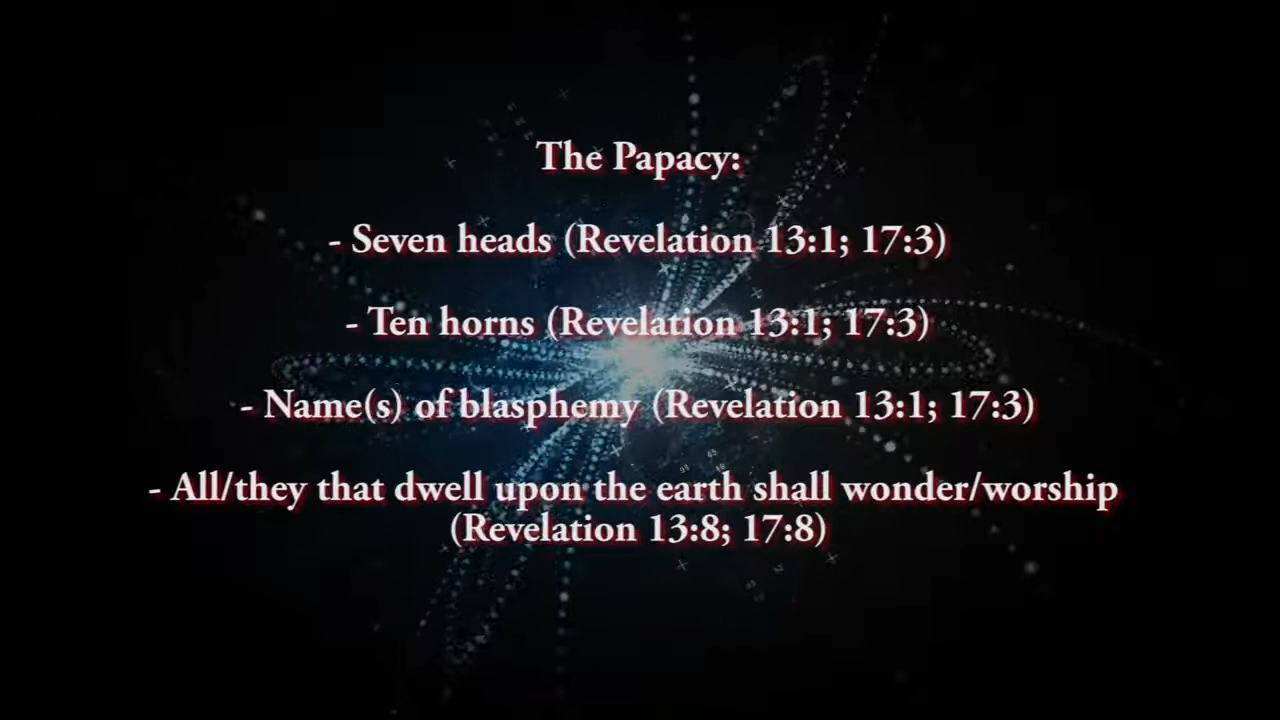 The Papacy:
- Seven heads (Revelation 13:1; 17:3)
- Ten horns (Revelation 13:1; 17:3)
- Name(s) of blasphemy (Revelation 13:1; 17:3)
- All/they that dwell upon the earth shall wonder/worship
(Revelation 13:8; 17:8)